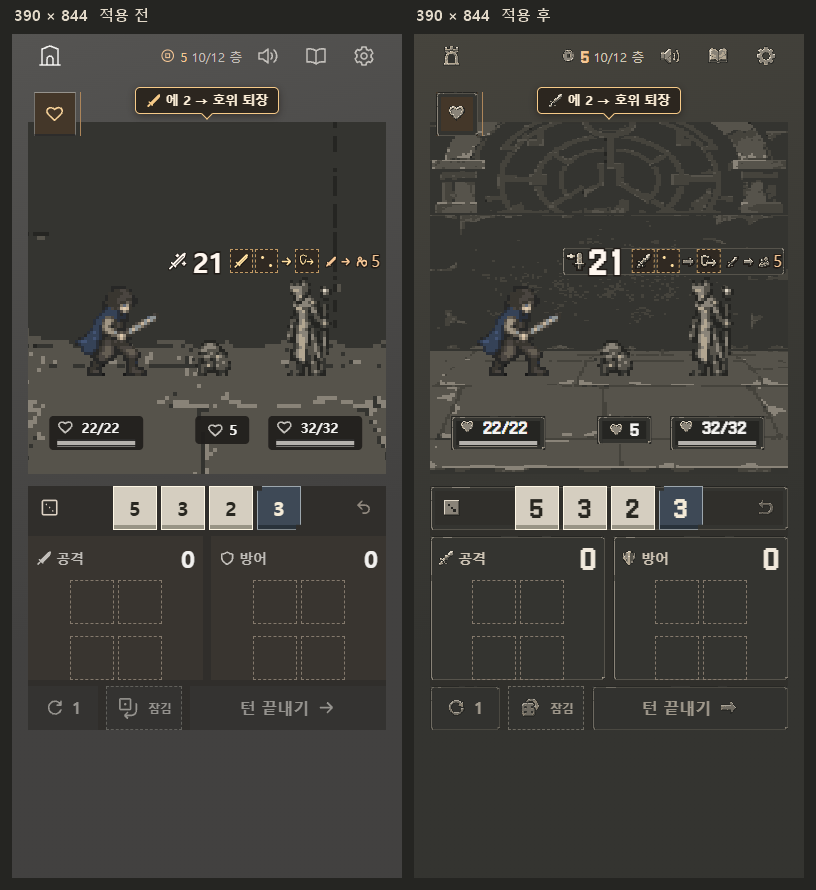 390 × 844 적용 전
5 10/12 층
에 2 → 호위 퇴장
21 → → 5
22/22
5
32/32
5 3 2 3
공격 0
방어 0
1
잠김
턴 끝내기 →
390 × 844 적용 후
5 10/12 층
에 2 → 호위 퇴장
21 → → 5
22/22
5
32/32
5 3 2 3
공격 0
방어 0
1
잠김
턴 끝내기 →